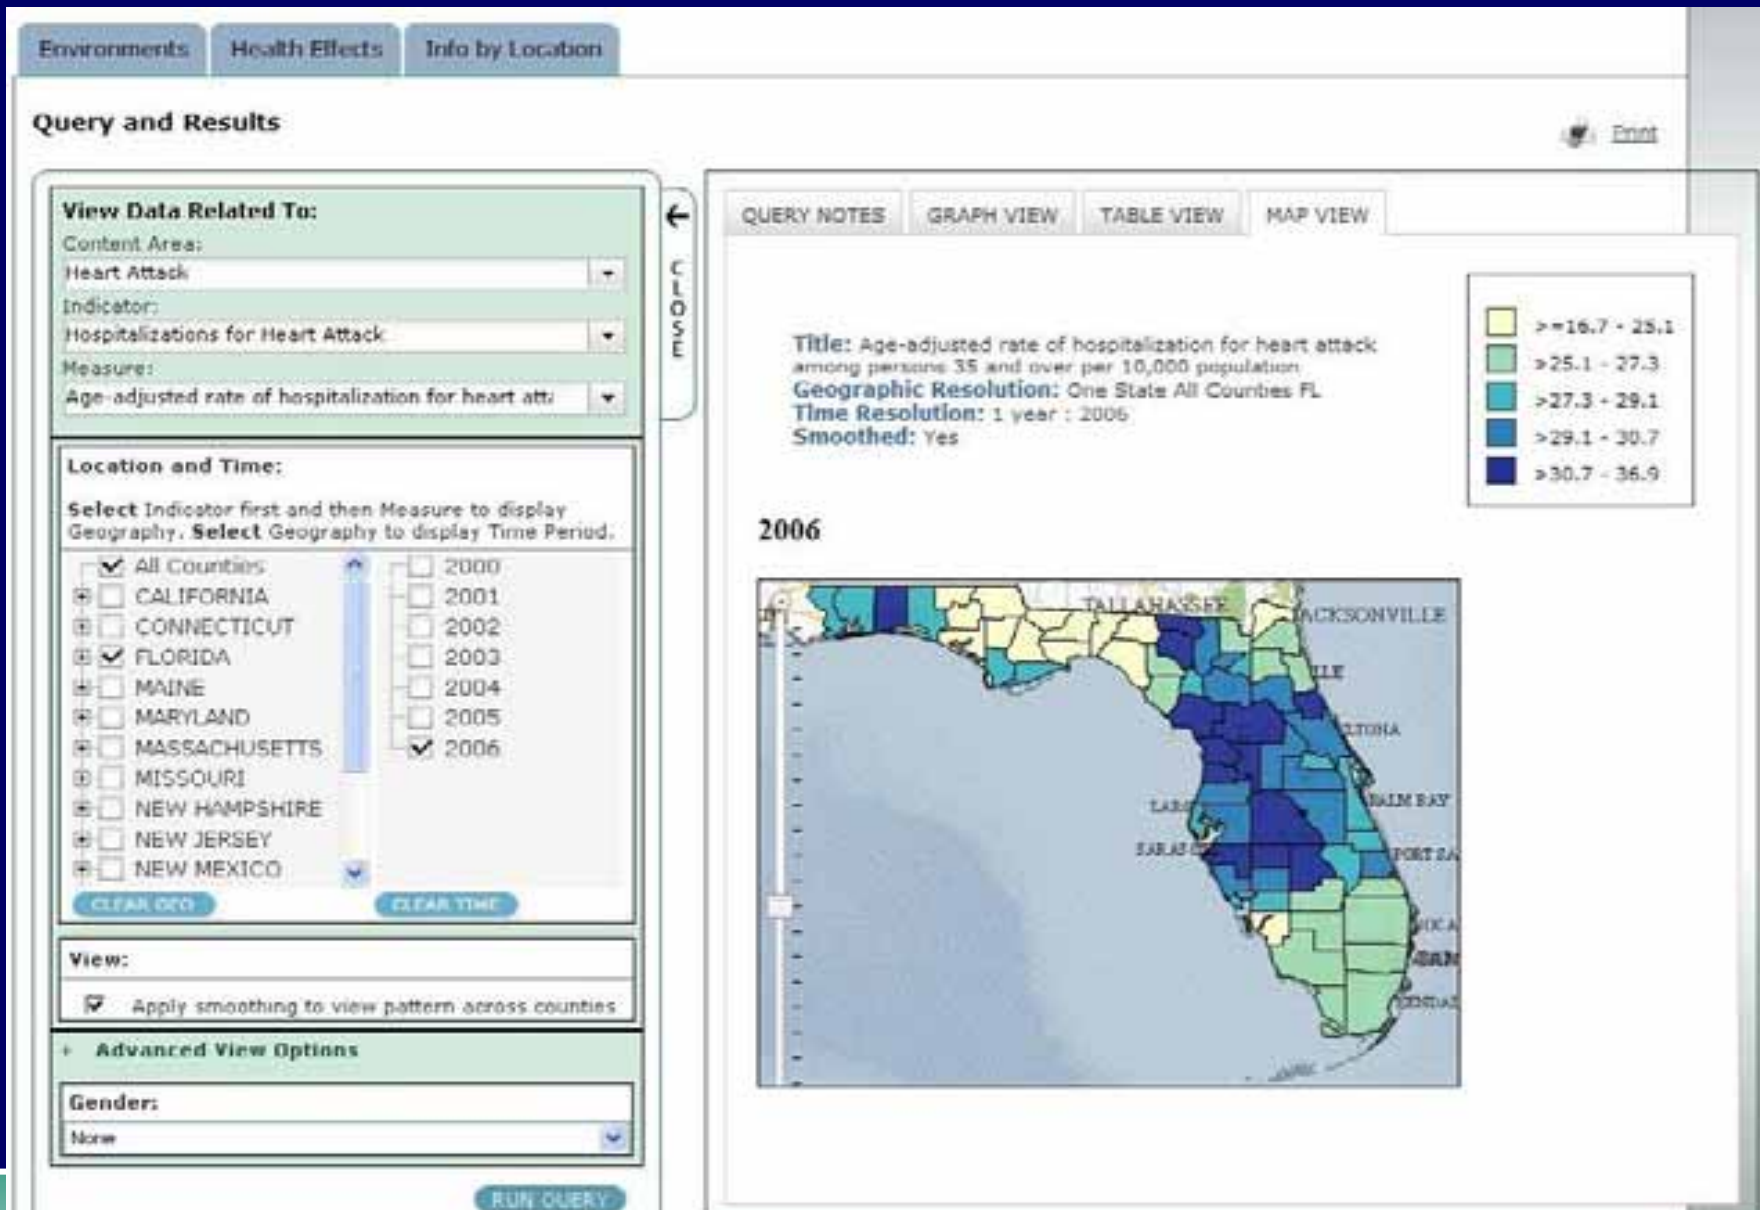 Environments
Health Effects
Info by Location
Query and Results
Print
View Data Related To:
Content Area:
Heart Attack
Indicator:
Hospitalizations for Heart Attack
Measure:
Age-adjusted rate of hospitalization for heart att
Location and Time:
Select Indicator first and then Measure to display
Geography. Select Geography to display Time Period.
All Counties
CALIFORNIA
CONNECTICUT
FLORIDA
MAINE
MARYLAND
MASSACHUSETTS
MISSOURI
NEW HAMPSHIRE
NEW JERSEY
NEW MEXICO
2000
2001
2002
2003
2004
2005
2006
CLEAR GEO
CLEAR TIME
View:
Apply smoothing to view pattern across counties
+ Advanced View Options
Gender:
None
RUN QUERY
CLOSE
QUERY NOTES
GRAPH VIEW
TABLE VIEW
MAP VIEW
Title: Age-adjusted rate of hospitalization for heart attack
among persons 35 and over per 10,000 population
Geographic Resolution: One State All Counties FL
Time Resolution: 1 year : 2006
Smoothed: Yes
>=16.7 - 25.1
>25.1 - 27.3
>27.3 - 29.1
>29.1 - 30.7
>30.7 - 36.9
2006
TALLAHASSEE
JACKSONVILLE
LLE
LTONA
PALM BAY
PORT SA